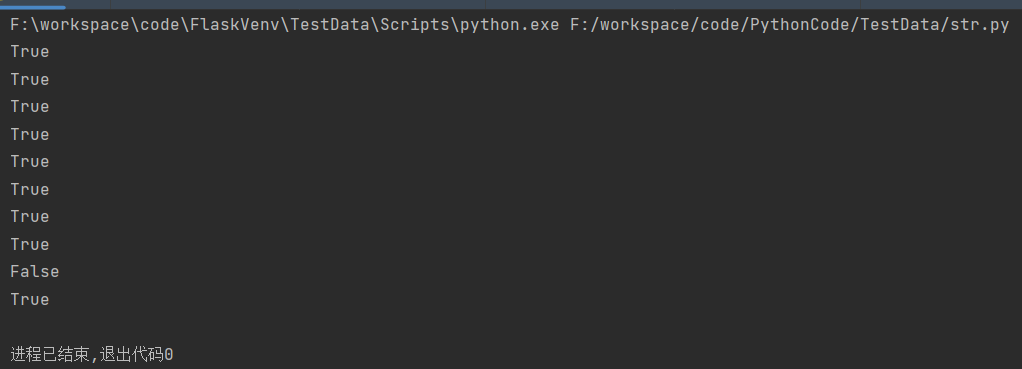 F:\workspace\code\FlaskVenv\TestData\Scripts\python.exe F:/workspace/code/PythonCode/TestData/str.py
True
True
True
True
True
True
True
True
False
True
进程已结束,退出代码0